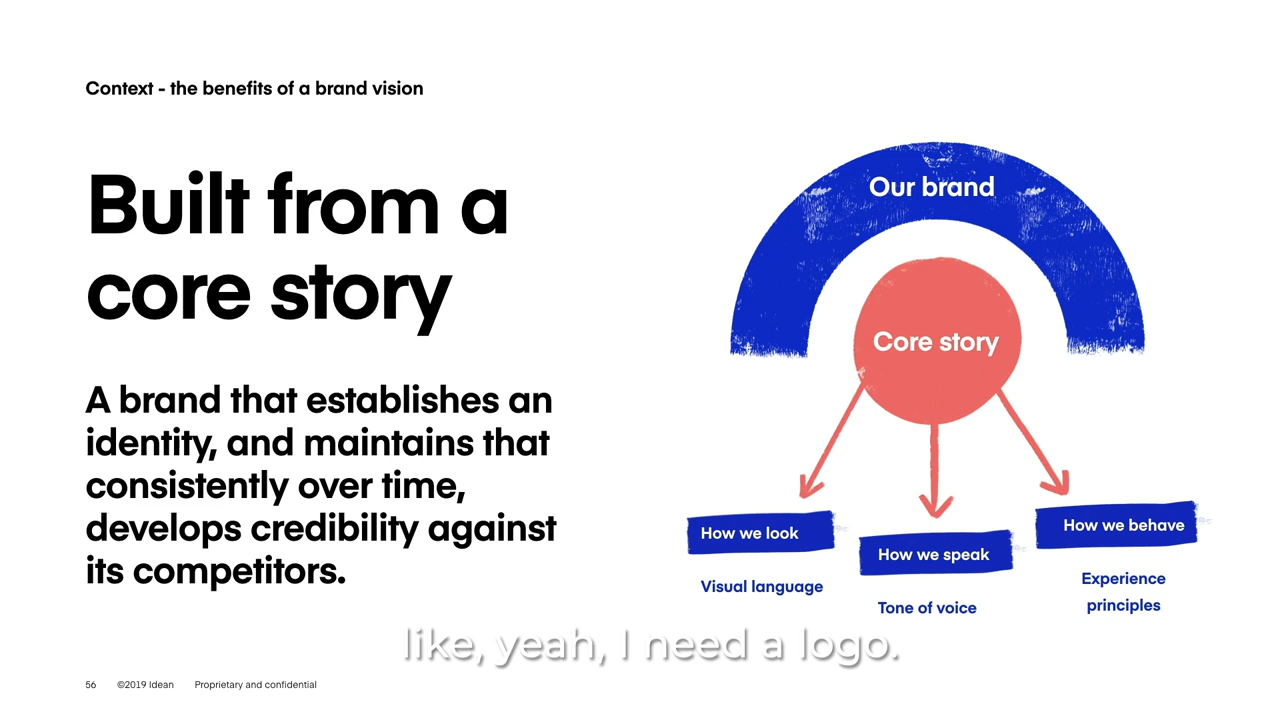 Context - the benefits of a brand vision
Built from a
core story
A brand that establishes an
identity, and maintains that
consistently over time,
develops credibility against
its competitors.
Our brand
Core story
How we look
Visual language
How we speak
Tone of voice
How we behave
Experience
principles
like, yeah, I need a logo.
56 ©2019 Idean Proprietary and confidential